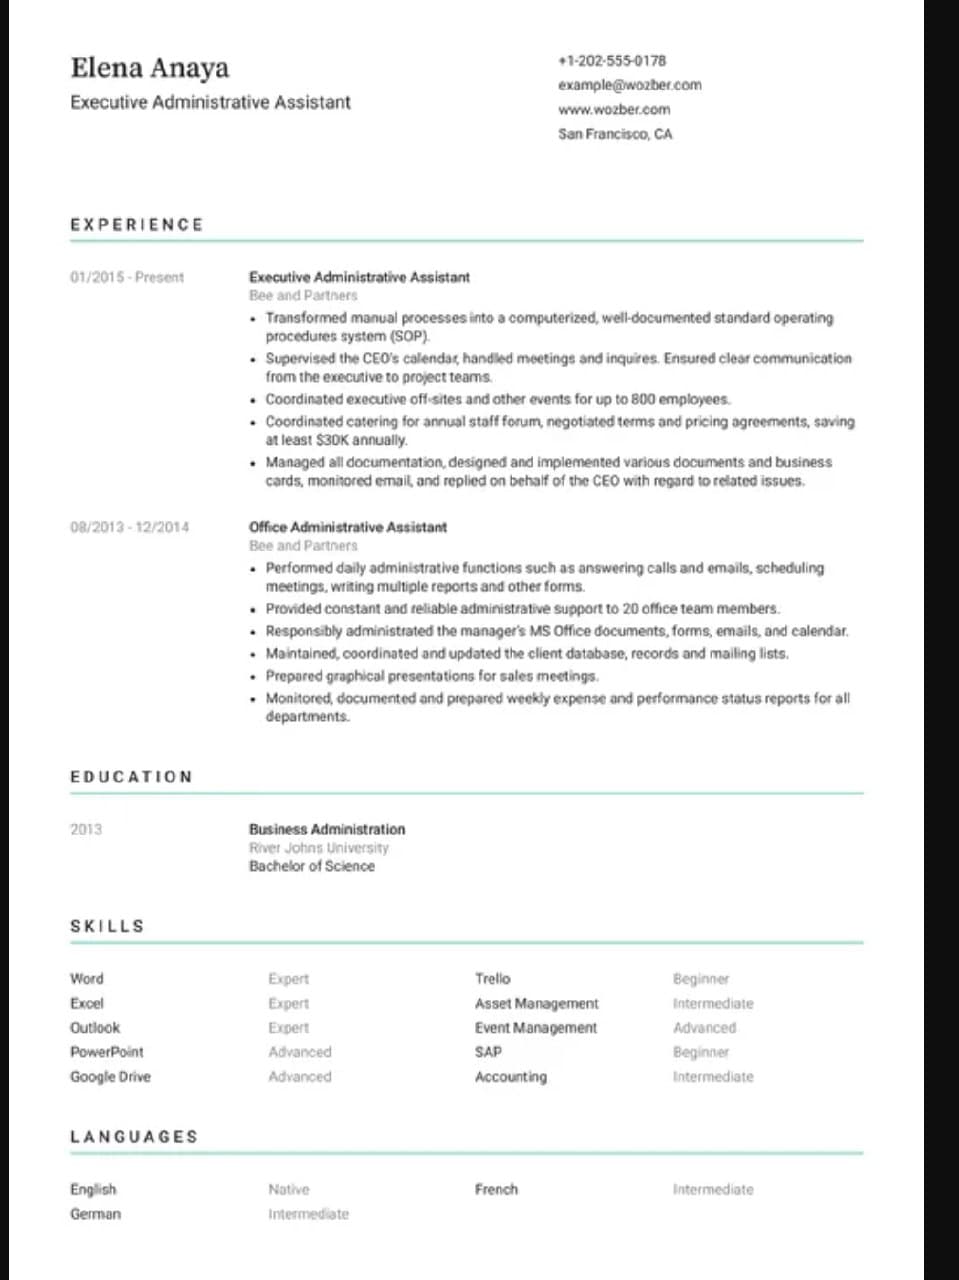 Elena Anaya
Executive Administrative Assistant
+1-202-555-0178
example@wozber.com
www.wozber.com
San Francisco, CA
EXPERIENCE
01/2015 - Present
Executive Administrative Assistant
Bee and Partners
• Transformed manual processes into a computerized, well-documented standard operating
procedures system (SOP).
• Supervised the CEO's calendar, handled meetings and inquires. Ensured clear communication
from the executive to project teams.
• Coordinated executive off-sites and other events for up to 800 employees.
• Coordinated catering for annual staff forum, negotiated terms and pricing agreements, saving
at least $30K annually.
• Managed all documentation, designed and implemented various documents and business
cards, monitored email, and replied on behalf of the CEO with regard to related issues.
08/2013 - 12/2014
Office Administrative Assistant
Bee and Partners
• Performed daily administrative functions such as answering calls and emails, scheduling
meetings, writing multiple reports and other forms.
• Provided constant and reliable administrative support to 20 office team members.
• Responsibly administrated the manager's MS Office documents, forms, emails, and calendar.
• Maintained, coordinated and updated the client database, records and mailing lists.
• Prepared graphical presentations for sales meetings.
• Monitored, documented and prepared weekly expense and performance status reports for all
departments.
EDUCATION
2013
Business Administration
River Johns University
Bachelor of Science
SKILLS
Word Expert Trello Beginner
Excel Expert Asset Management Intermediate
Outlook Expert Event Management Advanced
PowerPoint Advanced SAP Beginner
Google Drive Advanced Accounting Intermediate
LANGUAGES
English Native French Intermediate
German Intermediate